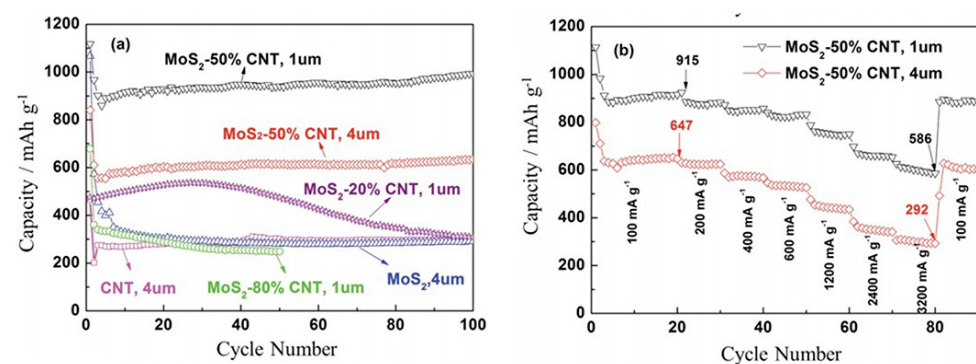 (a)
MoS2-50% CNT, 1um
MoS2-50% CNT, 4um
MoS2-20% CNT, 1um
CNT, 4um
MoS2-80% CNT, 1um
MoS2,4um
Capacity / mAh g-1
1200
1000
800
600
400
200
0
0 20 40 60 80 100
Cycle Number
(b)
MoS2-50% CNT, 1um
MoS2-50% CNT, 4um
915
647
586
292
100 mA g-1
200 mA g-1
400 mA g-1
600 mA g-1
1200 mA g-1
2400 mA g-1
3200 mA g-1
100 mA g-1
Capacity / mAh g-1
1200
1000
800
600
400
200
0
0 20 40 60 80
Cycle Number